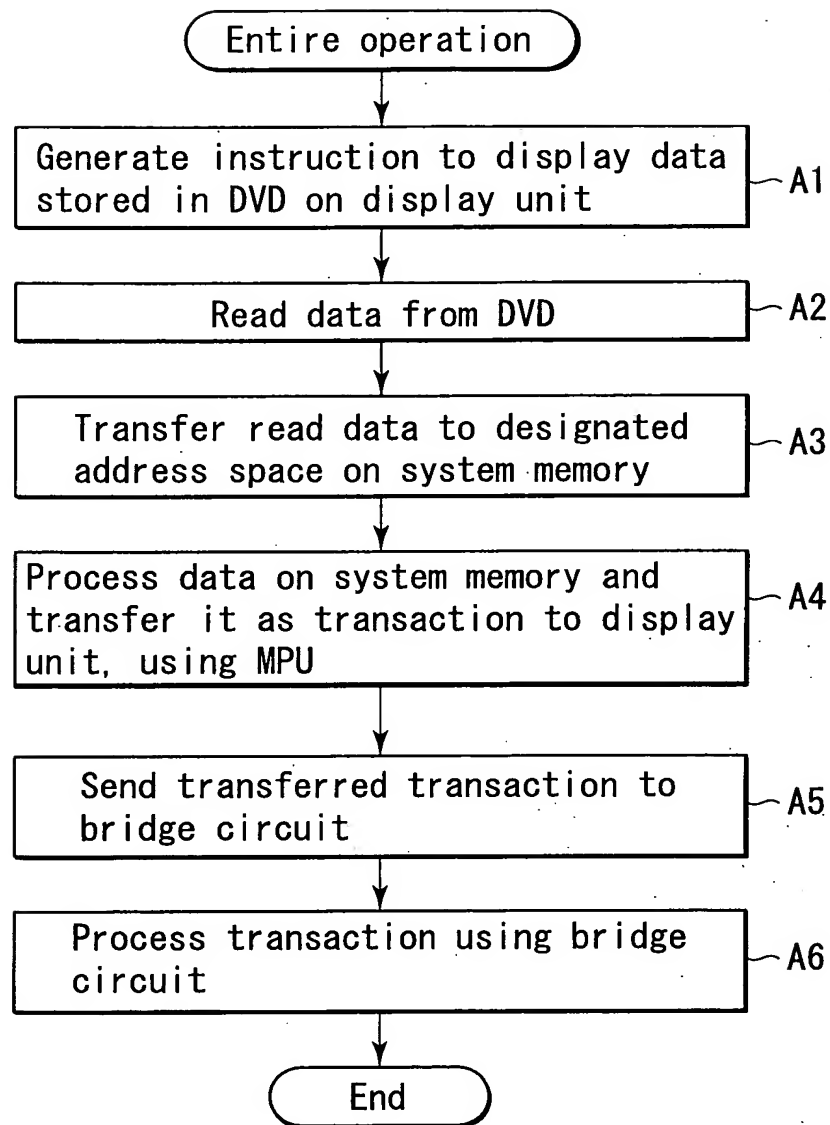 Entire operation
Generate instruction to display data
stored in DVD on display unit
A1
Read data from DVD
A2
Transfer read data to designated
address space on system memory
A3
Process data on system memory and
transfer it as transaction to display
unit, using MPU
A4
Send transferred transaction to
bridge circuit
A5
Process transaction using bridge
circuit
A6
End